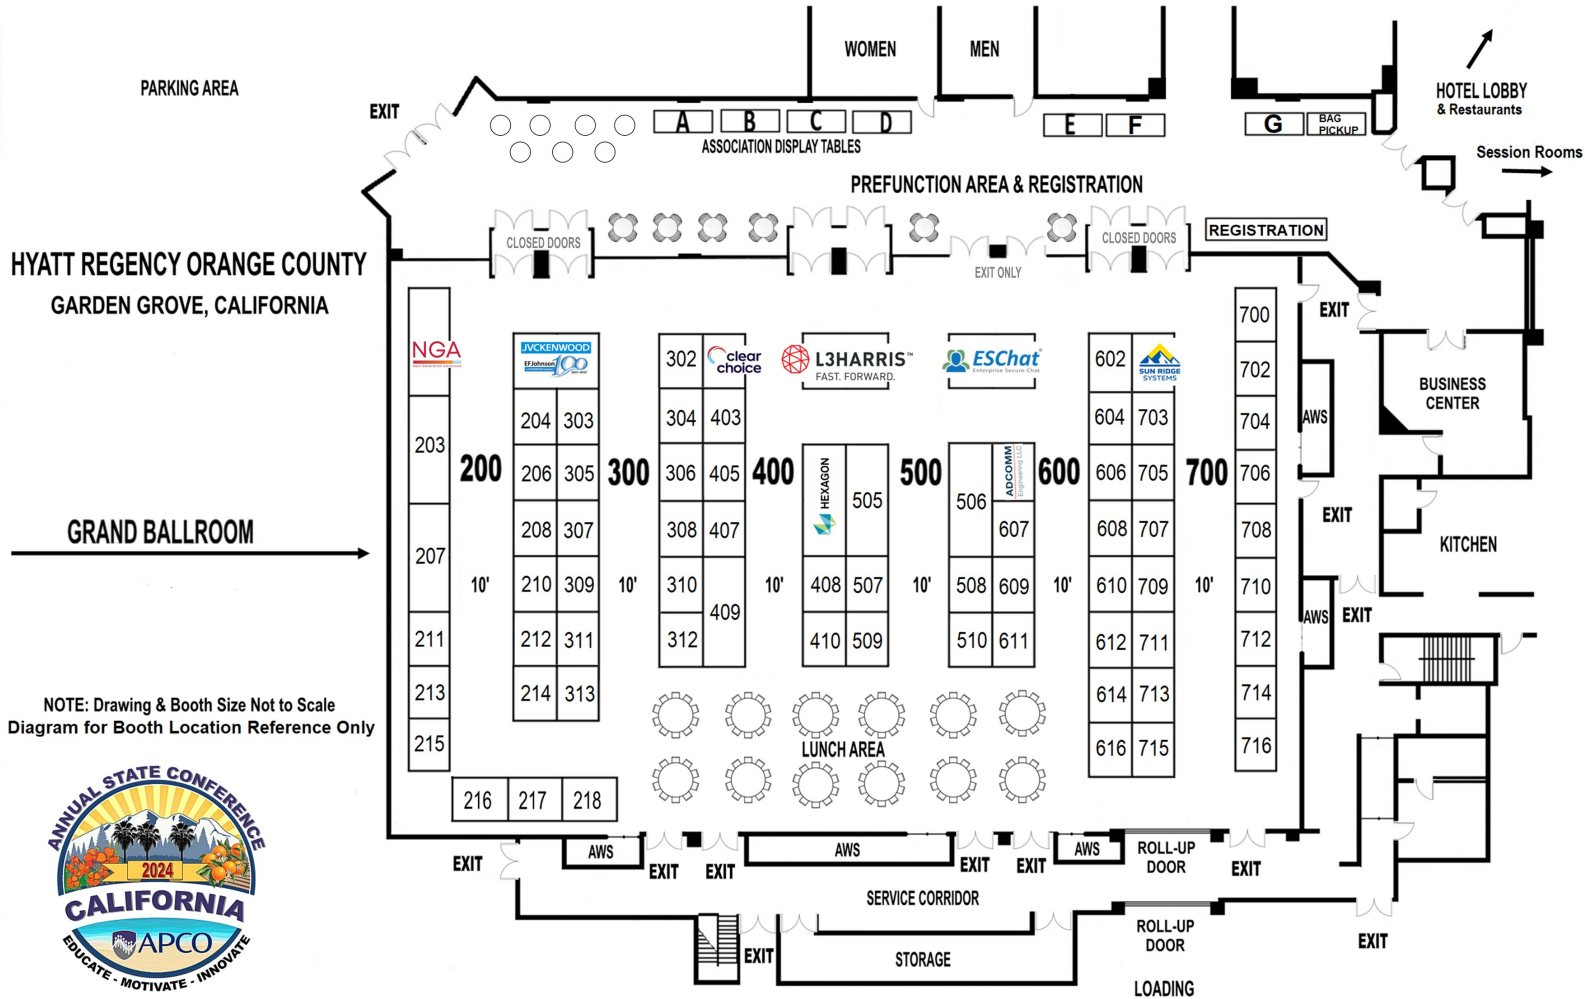 WOMEN
MEN
PARKING AREA
EXIT
HOTEL LOBBY
& Restaurants
A
B
C
D
E
F
G
BAG
PICKUP
ASSOCIATION DISPLAY TABLES
Session Rooms
PREFUNCTION AREA & REGISTRATION
CLOSED DOORS
CLOSED DOORS
REGISTRATION
EXIT ONLY
HYATT REGENCY ORANGE COUNTY
GARDEN GROVE, CALIFORNIA
EXIT
700
NGA
JVCKENWOOD
EFJohnson 100
302
clear
choice
L3HARRIS™
FAST. FORWARD.
ESChat®
Enterprise Secure Chat
602
SUN RIDGE
SYSTEMS
702
BUSINESS
CENTER
203
204
303
304
403
604
703
704
AWS
200
206
305
300
306
405
400
HEXAGON
505
500
506
ADCOMM
Engineering LLC
600
606
705
700
706
GRAND BALLROOM
207
208
307
308
407
607
608
707
708
EXIT
KITCHEN
10'
210
309
10'
310
409
10'
408
507
10'
508
609
10'
610
709
10'
710
AWS
EXIT
211
212
311
312
410
509
510
611
612
711
712
213
214
313
614
713
714
NOTE: Drawing & Booth Size Not to Scale
Diagram for Booth Location Reference Only
215
LUNCH AREA
616
715
716
216
217
218
ANNUAL STATE CONFERENCE
2024
CALIFORNIA
APCO
EDUCATE - MOTIVATE - INNOVATE
EXIT
AWS
EXIT
EXIT
AWS
EXIT
EXIT
AWS
ROLL-UP
DOOR
EXIT
SERVICE CORRIDOR
EXIT
STORAGE
ROLL-UP
DOOR
EXIT
LOADING